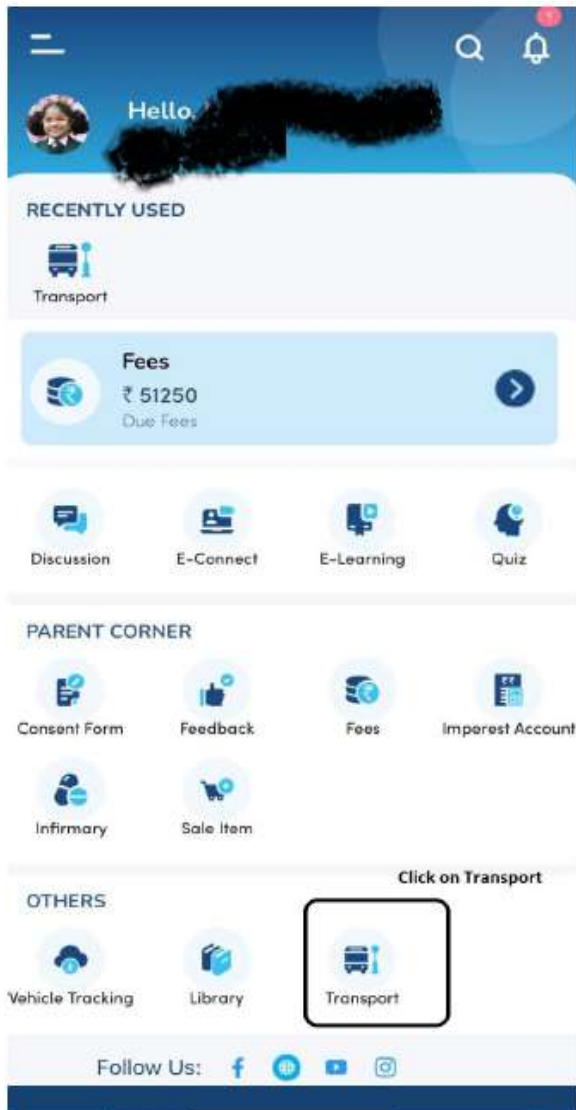 Hello,
RECENTLY USED
Transport
Fees
₹ 51250
Due Fees
Discussion E-Connect E-Learning Quiz
PARENT CORNER
Consent Form Feedback Fees Imperest Account
Infirmary Sale Item
Click on Transport
OTHERS
Vehicle Tracking Library Transport
Follow Us: